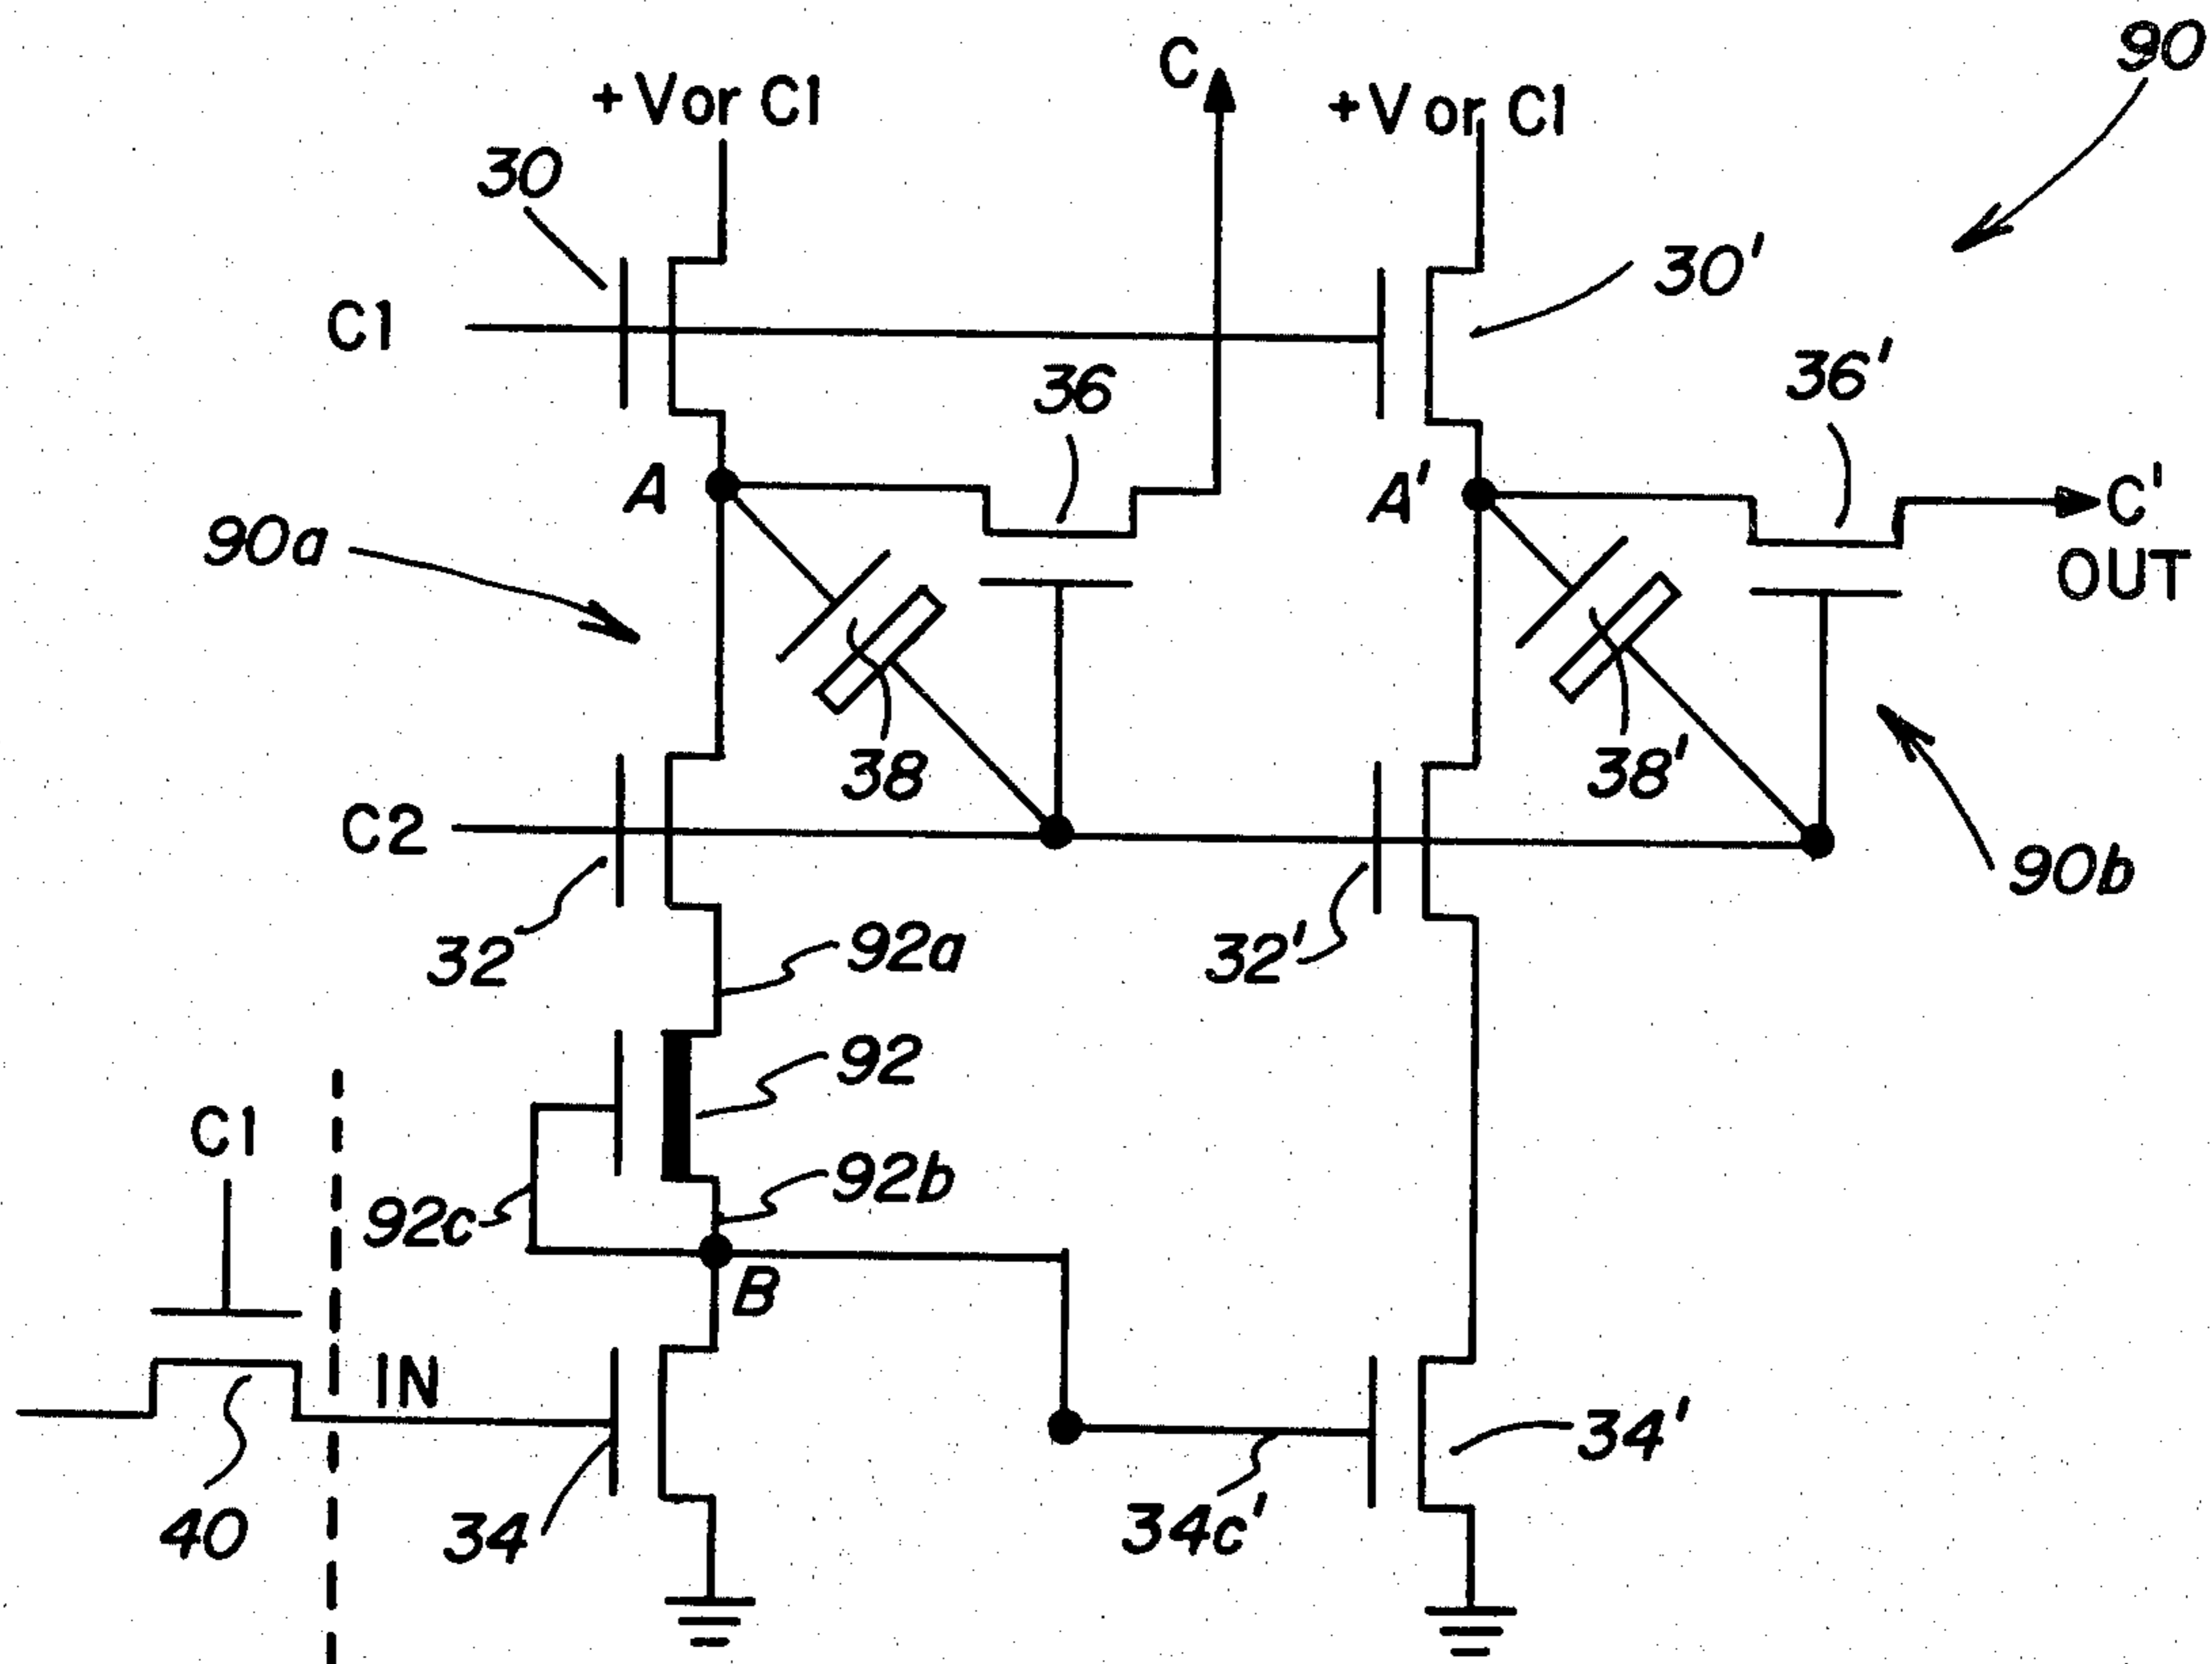 90
C
+V or C1
+V or C1
30
30'
C1
36
36'
A
A'
C'
OUT
90a
38
38'
C2
90b
32
92a
32'
92
C1
92b
92c
B
IN
34'
40
34
34c'